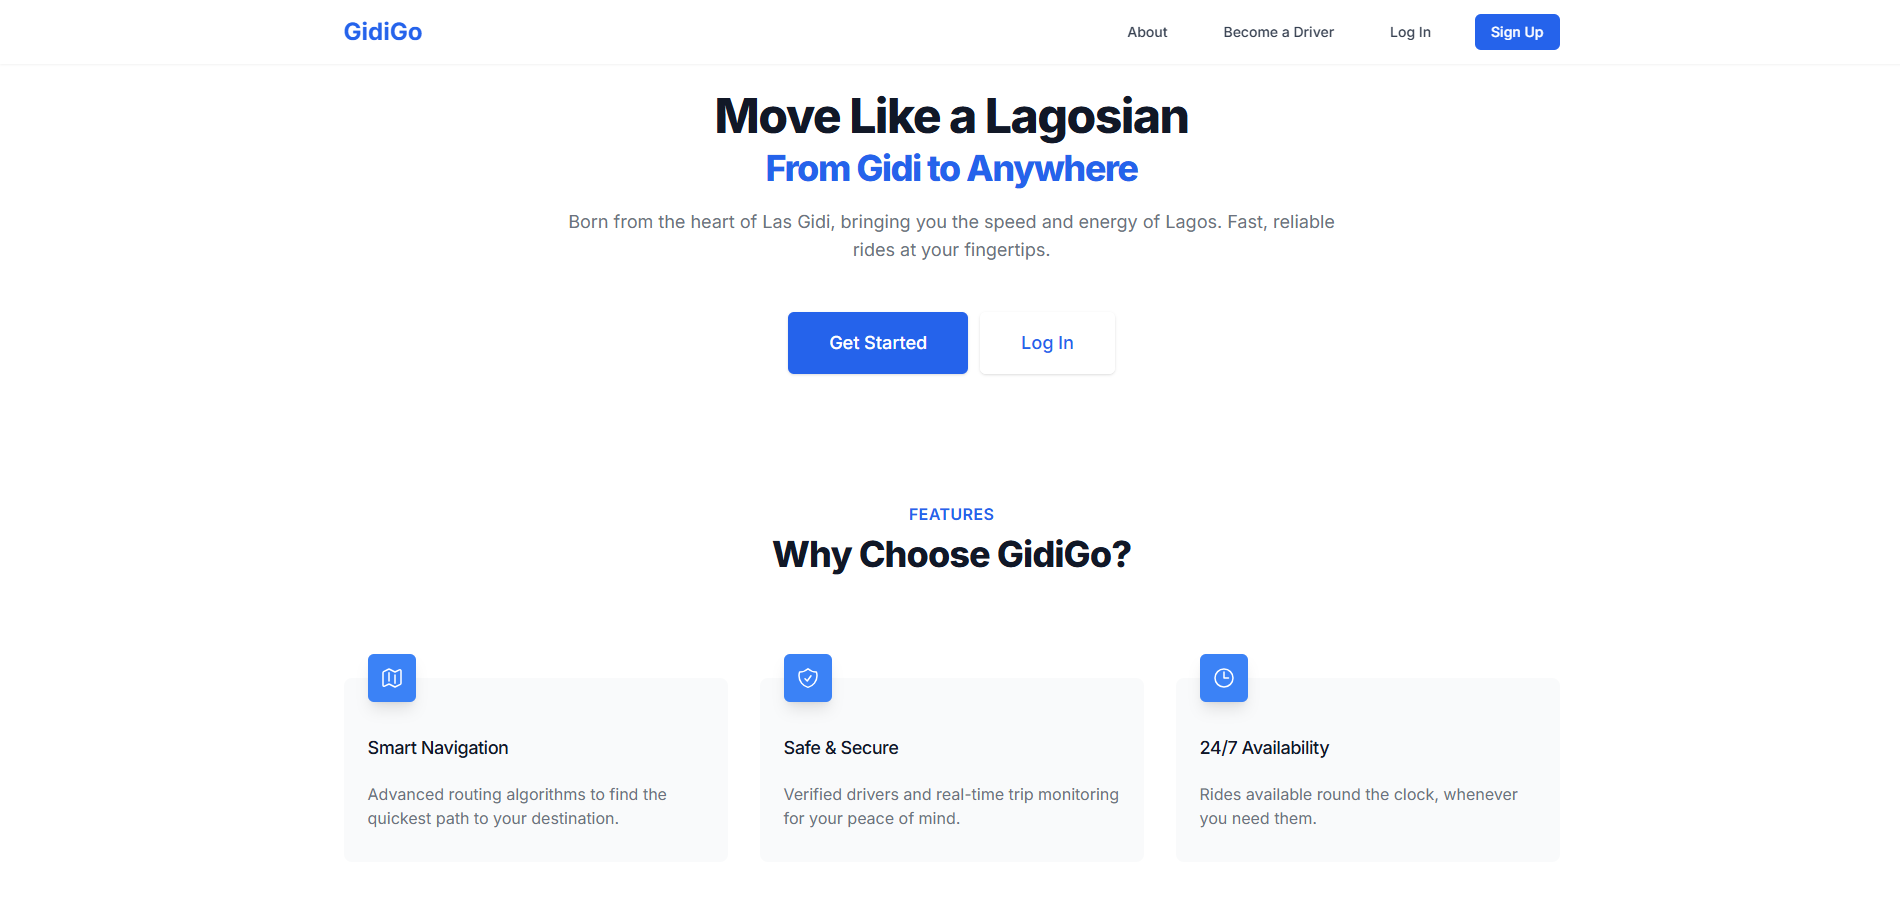 GidiGo
About
Become a Driver
Log In
Sign Up
Move Like a Lagosian
From Gidi to Anywhere
Born from the heart of Las Gidi, bringing you the speed and energy of Lagos. Fast, reliable
rides at your fingertips.
Get Started
Log In
FEATURES
Why Choose GidiGo?
Smart Navigation
Advanced routing algorithms to find the
quickest path to your destination.
Safe & Secure
Verified drivers and real-time trip monitoring
for your peace of mind.
24/7 Availability
Rides available round the clock, whenever
you need them.